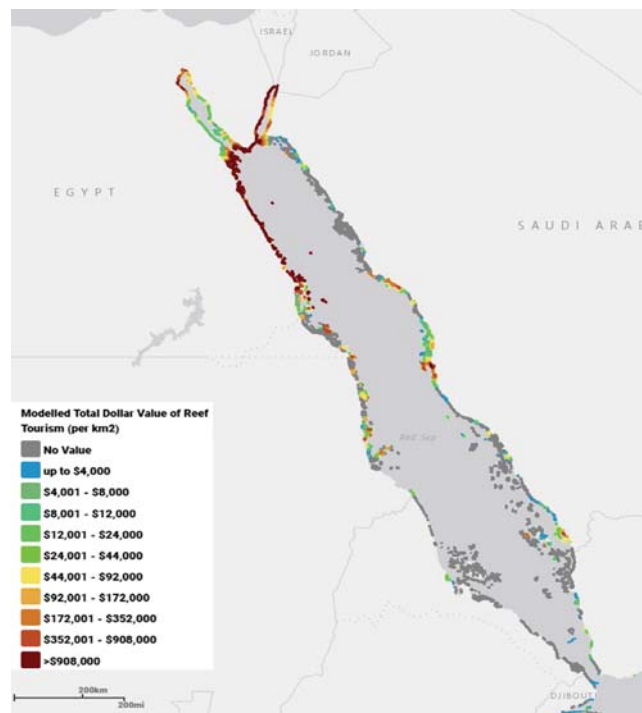 ISRAEL
JORDAN
EGYPT
SAUDI ARAB
Red Sea
Modelled Total Dollar Value of Reef
Tourism (per km2)
No Value
up to $4,000
$4,001 - $8,000
$8,001 - $12,000
$12,001 - $24,000
$24,001 - $44,000
$44,001 - $92,000
$92,001 - $172,000
$172,001 - $352,000
$352,001 - $908,000
>$908,000
200km
200mi
DJIBOUTI